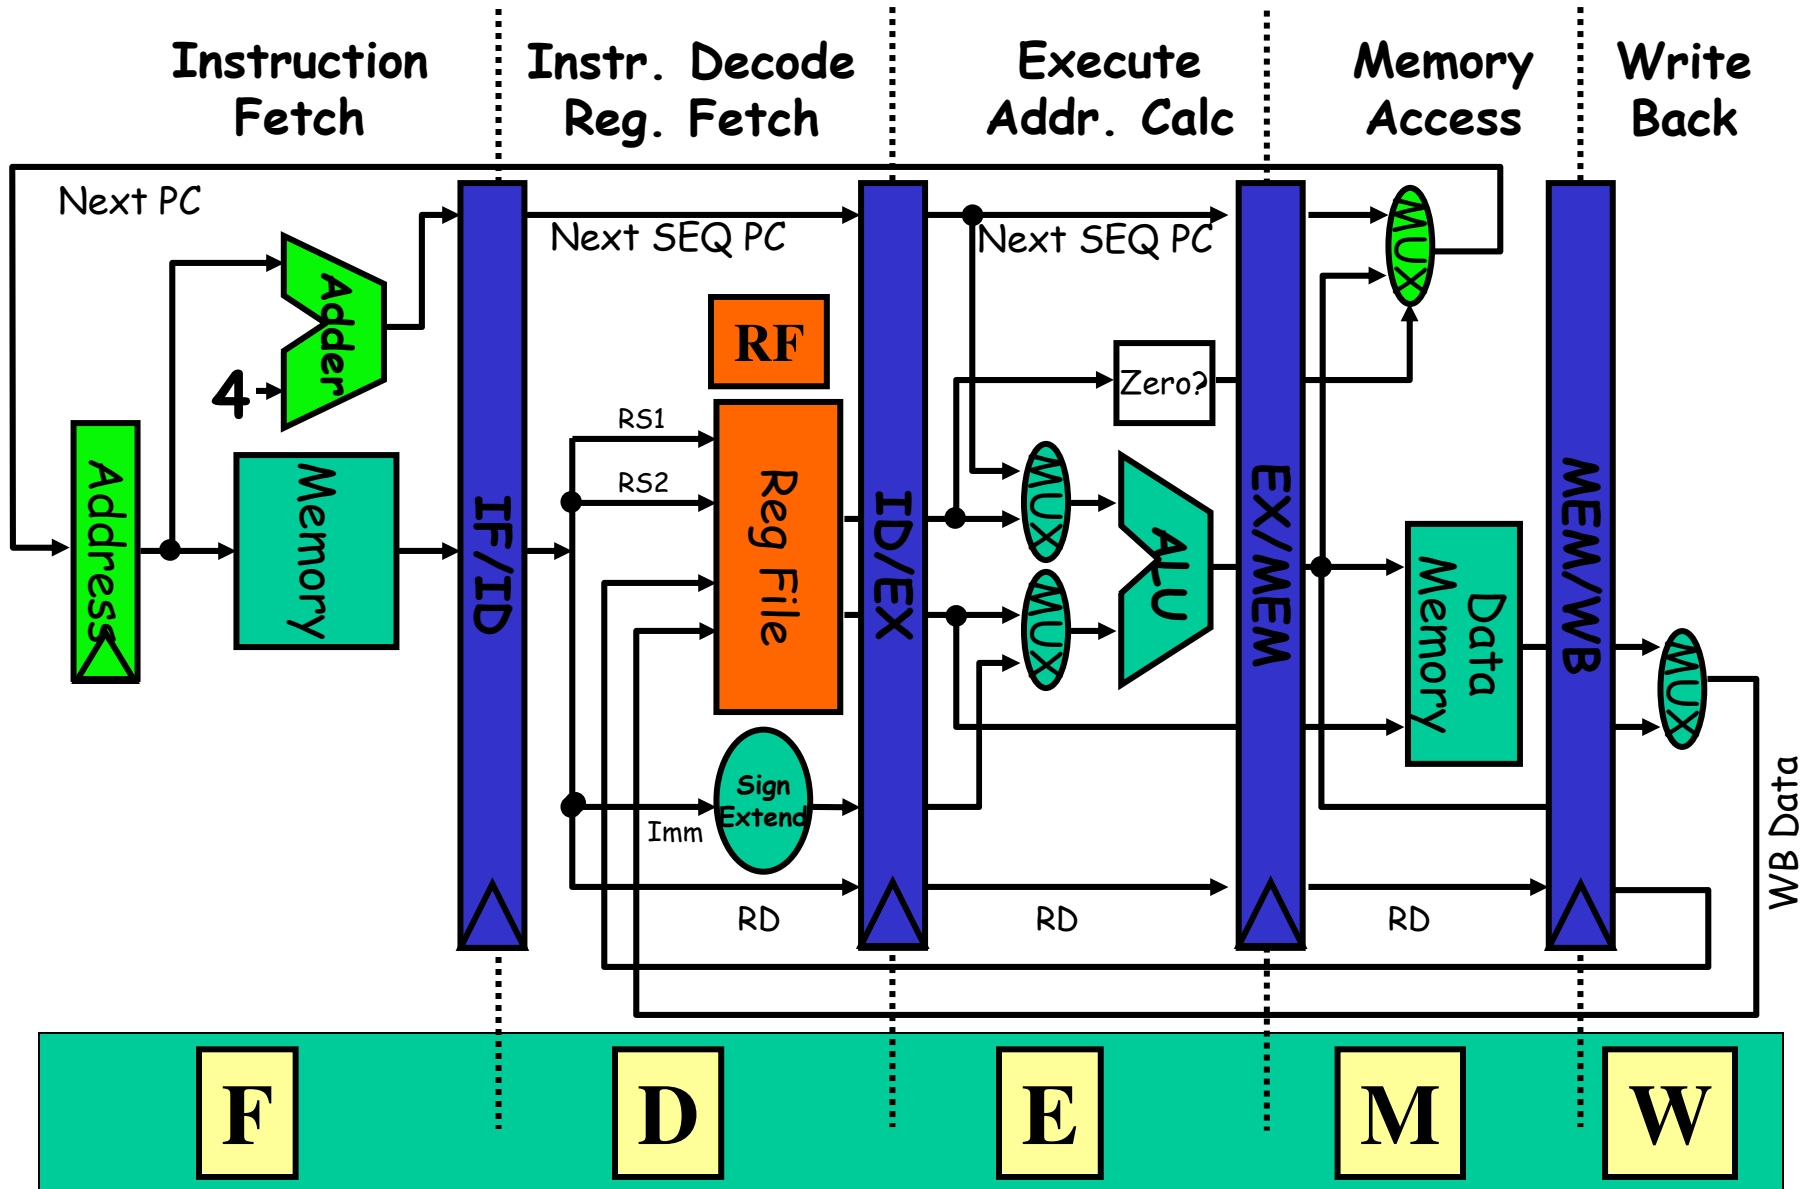 Instruction
Fetch
Instr. Decode
Reg. Fetch
Execute
Addr. Calc
Memory
Access
Write
Back
Next PC
Next SEQ PC
Next SEQ PC
MUX
Adder
4
RF
Zero?
RS1
RS2
Address
Memory
IF/ID
Reg File
ID/EX
MUX
MUX
ALU
EX/MEM
Data
Memory
MEM/WB
MUX
Sign
Extend
Imm
WB Data
RD
RD
RD
F
D
E
M
W